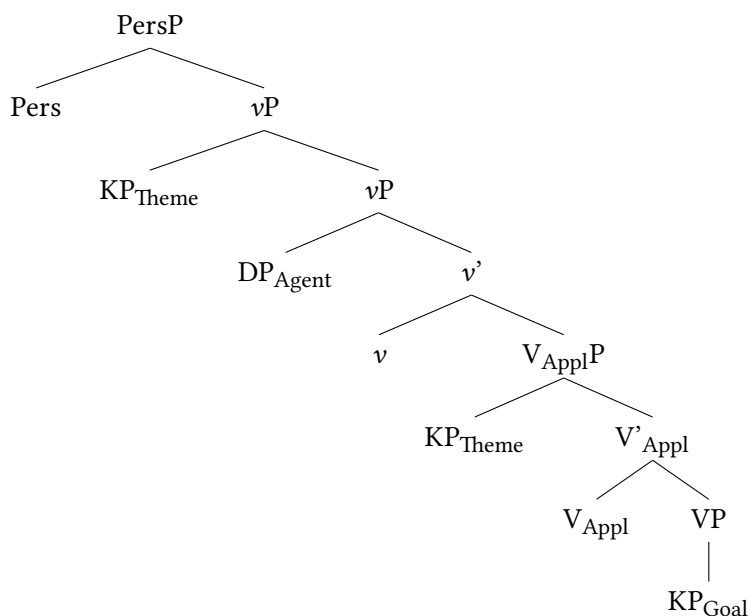 PersP
Pers vP
KPTheme vP
DPAgent v’
v VApplP
KPTheme V’Appl
VAppl VP
KPGoal